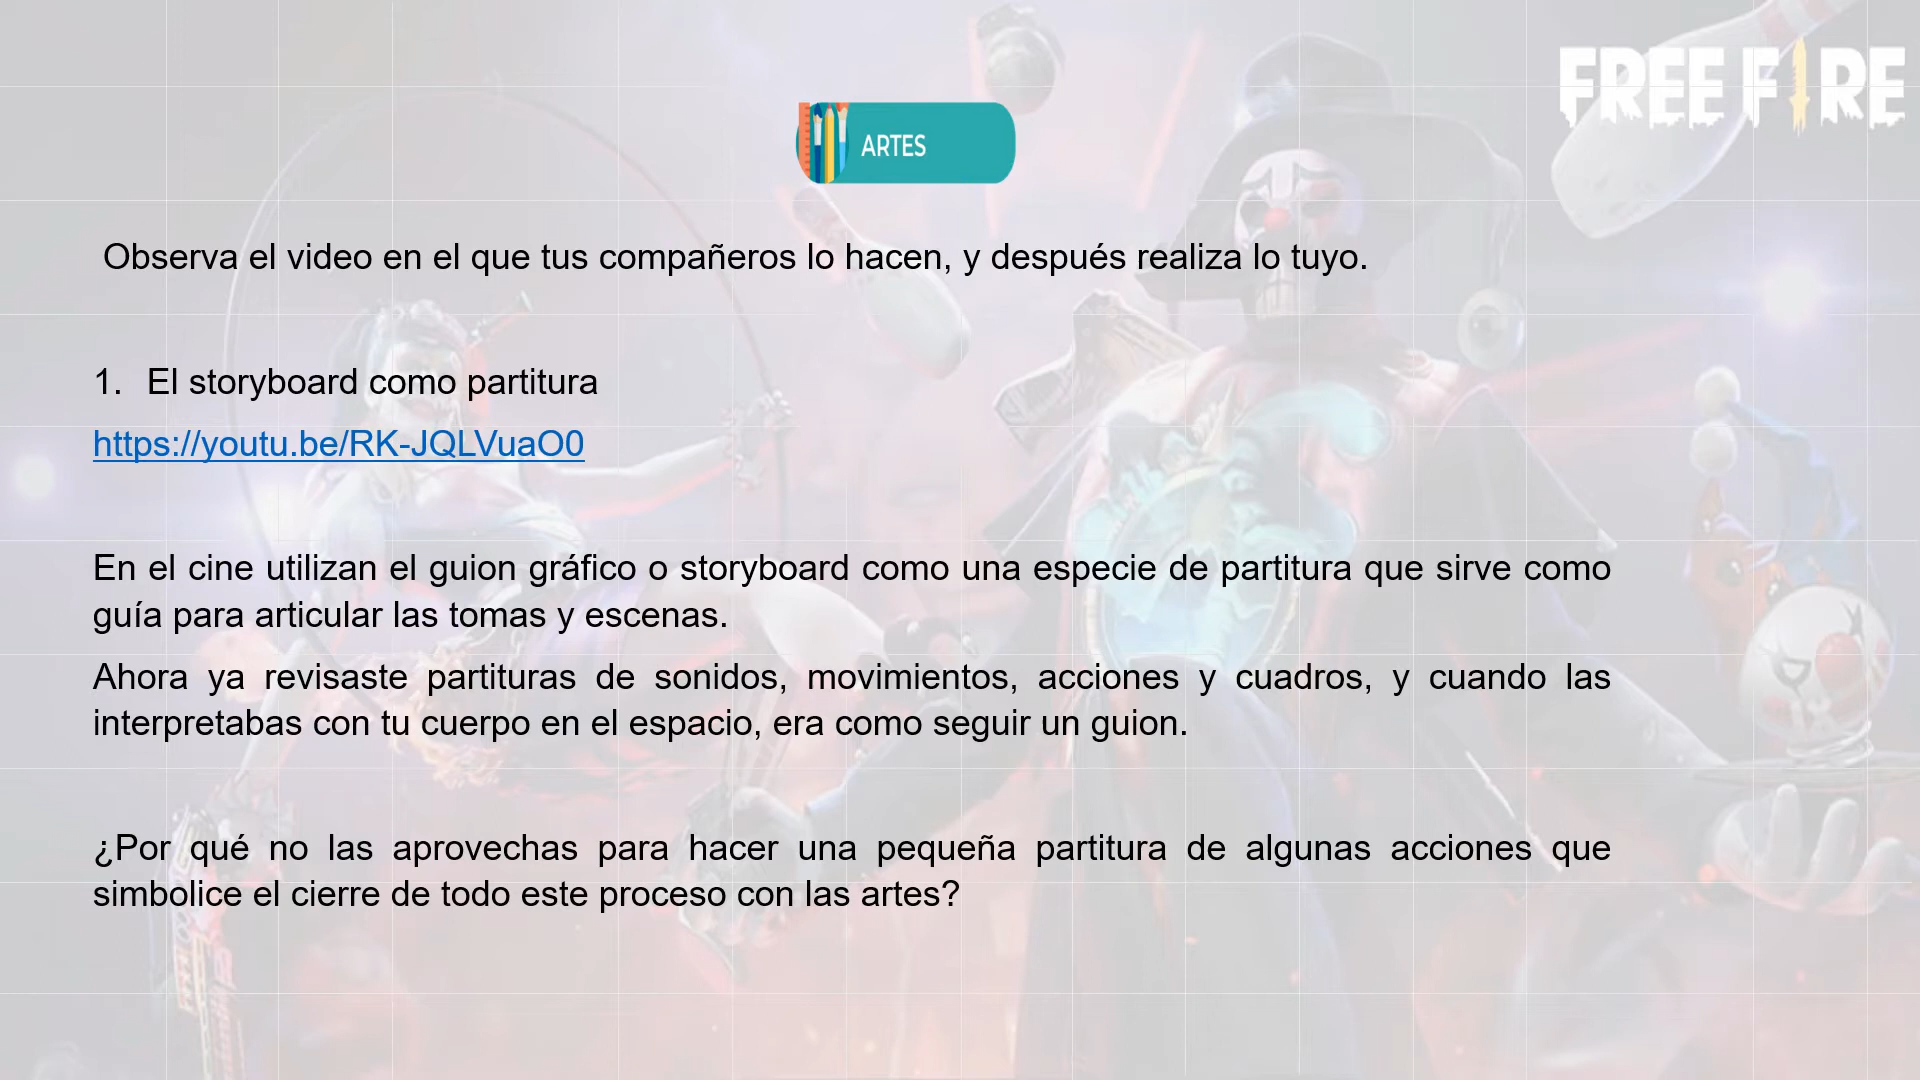 FREE FIRE
ARTES
Observa el video en el que tus compañeros lo hacen, y después realiza lo tuyo.
1. El storyboard como partitura
https://youtu.be/RK-JQLVuaO0
En el cine utilizan el guion gráfico o storyboard como una especie de partitura que sirve como
guía para articular las tomas y escenas.
Ahora ya revisaste partituras de sonidos, movimientos, acciones y cuadros, y cuando las
interpretabas con tu cuerpo en el espacio, era como seguir un guion.
¿Por qué no las aprovechas para hacer una pequeña partitura de algunas acciones que
simbolice el cierre de todo este proceso con las artes?